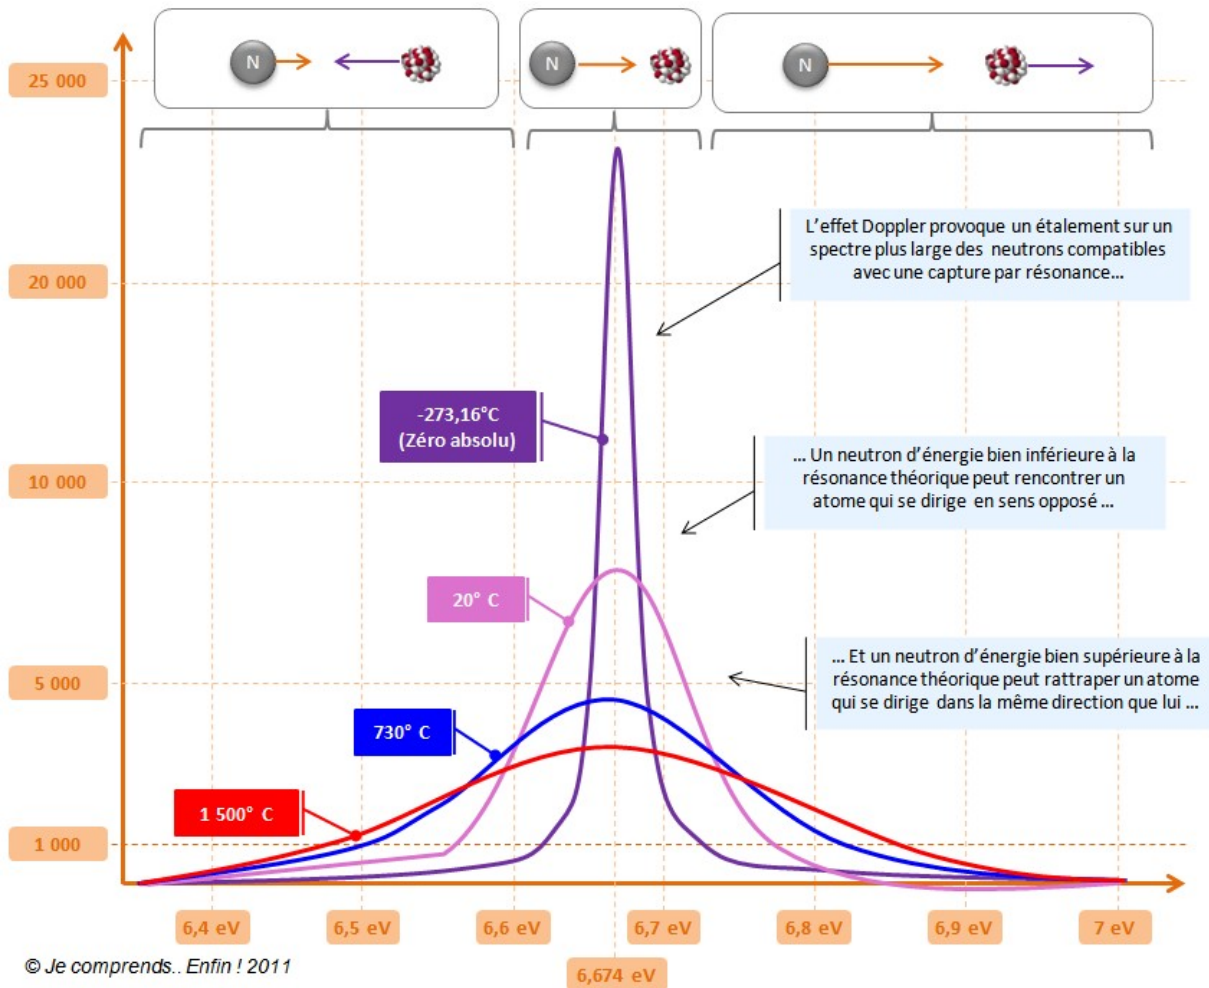 N
N
N
25 000
20 000
10 000
5 000
1 000
L'effet Doppler provoque un étalement sur un
spectre plus large des neutrons compatibles
avec une capture par résonance...
-273,16°C
(Zéro absolu)
... Un neutron d'énergie bien inférieure à la
résonance théorique peut rencontrer un
atome qui se dirige en sens opposé ...
20° C
... Et un neutron d'énergie bien supérieure à la
résonance théorique peut rattraper un atome
qui se dirige dans la même direction que lui ...
730° C
1 500° C
6,4 eV
6,5 eV
6,6 eV
6,7 eV
6,8 eV
6,9 eV
7 eV
6,674 eV
© Je comprends.. Enfin ! 2011